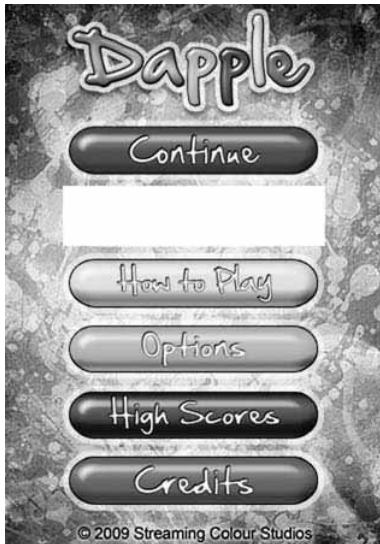 Dapple
Continue
How to Play
Options
High Scores
Credits
© 2009 Streaming Colour Studios